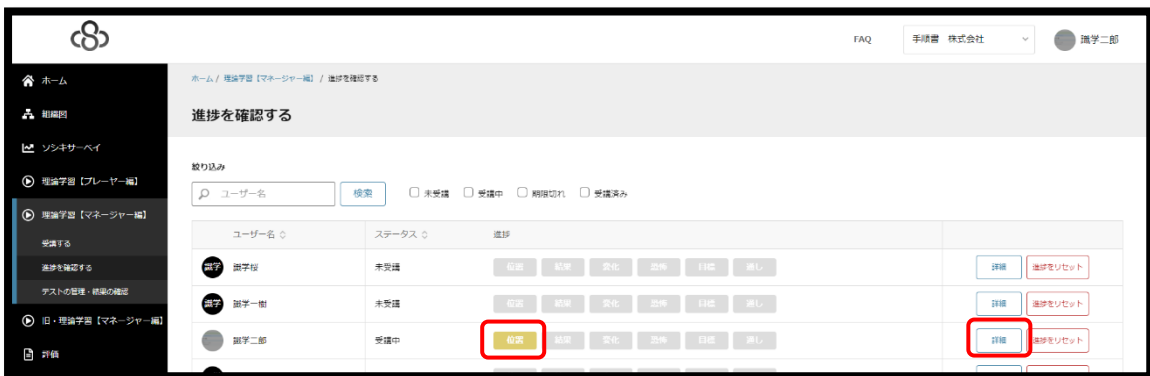 FAQ
手順書 株式会社
識学二郎
ホーム
組織図
ソシキサーベイ
理論学習【プレーヤー編】
理論学習【マネージャー編】
受講する
進捗を確認する
テストの管理・結果の確認
旧・理論学習【マネージャー編】
評価
ホーム / 理論学習【マネージャー編】 / 進捗を確認する
進捗を確認する
絞り込み
ユーザー名 検索 未受講 受講中 期限切れ 受講済み
ユーザー名 ステータス 進捗
識学 識学桜 未受講 位置 結果 変化 恐怖 目標 通し 詳細 進捗をリセット
識学 識学一樹 未受講 位置 結果 変化 恐怖 目標 通し 詳細 進捗をリセット
識学二郎 受講中 位置 結果 変化 恐怖 目標 通し 詳細 進捗をリセット